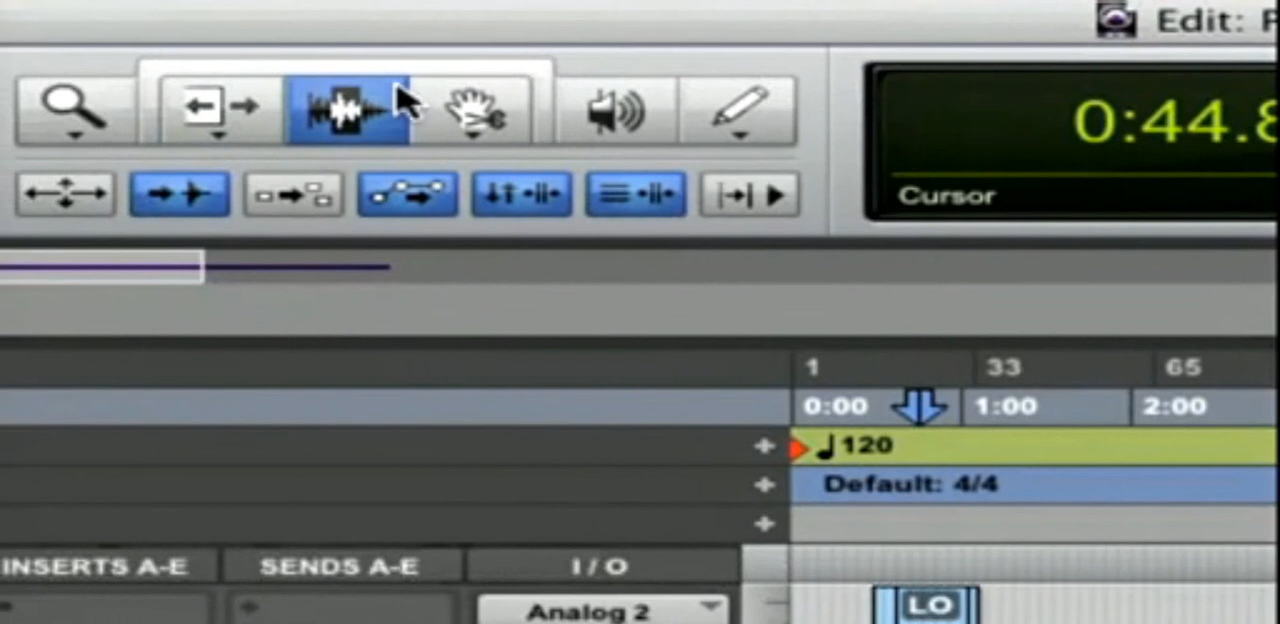 Edit:
0:44.8
Cursor
1 33 65
0:00 1:00 2:00
120
Default: 4/4
INSERTS A-E SENDS A-E I/O
Analog 2
LO